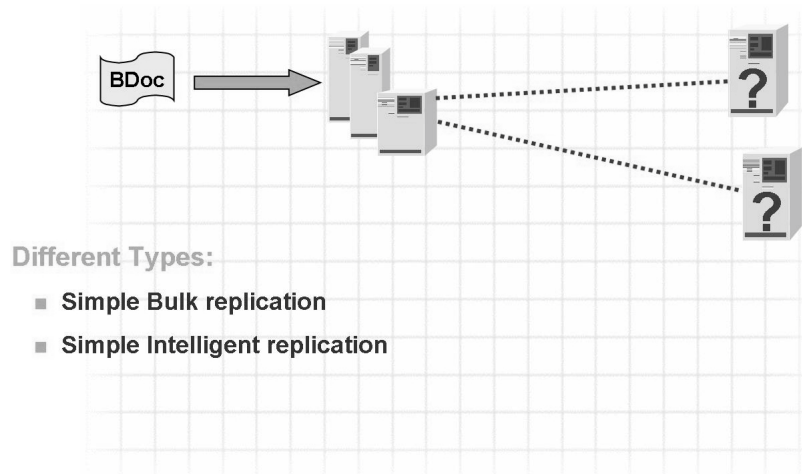 BDoc
?
?
Different Types:
Simple Bulk replication
Simple Intelligent replication